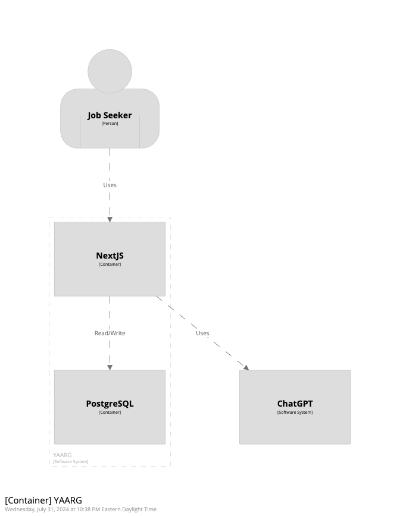 Job Seeker
[Person]
Uses
NextJS
[Container]
Read/Write
Uses
PostgreSQL
[Container]
ChatGPT
[Software System]
YAARG
[Software System]
[Container] YAARG
Wednesday, July 31, 2024 at 10:38 PM Eastern Daylight Time